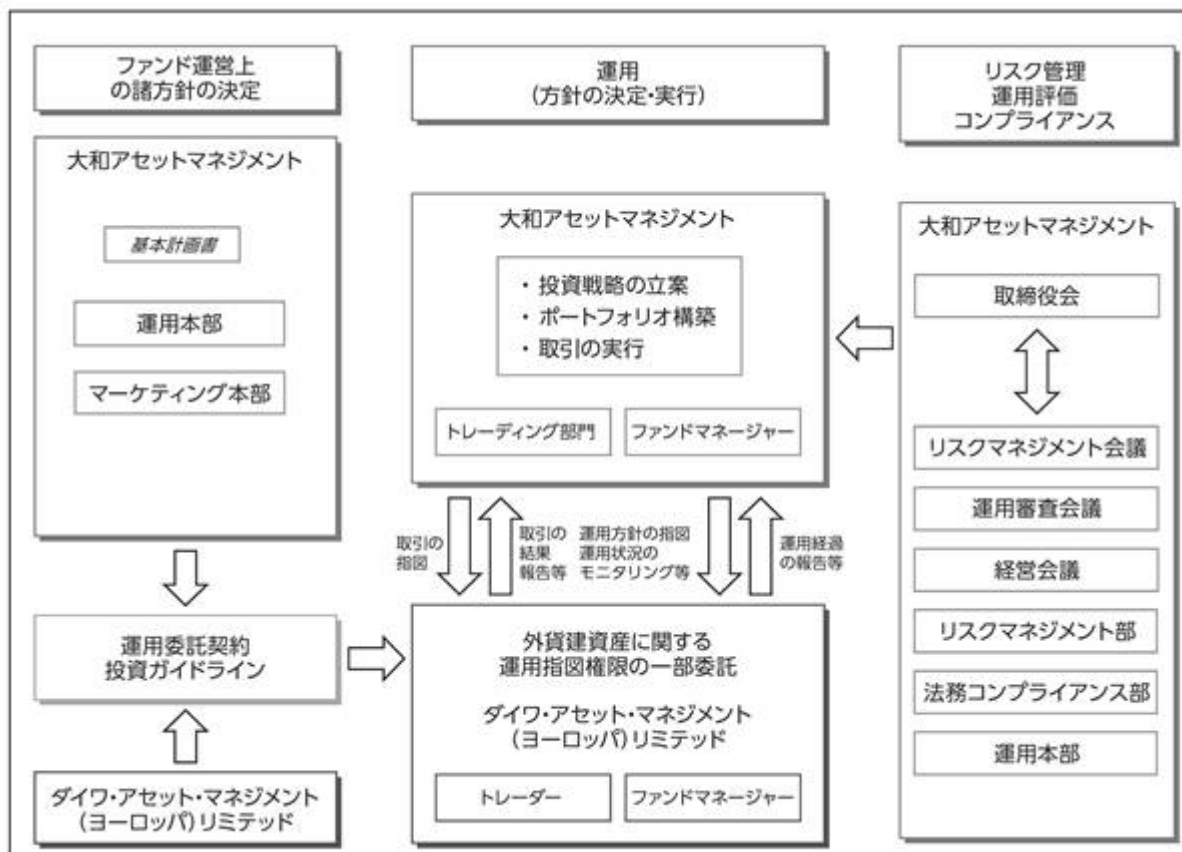 ファンド運営上
の諸方針の決定
大和アセットマネジメント
基本計画書
運用本部
マーケティング本部
運用委託契約
投資ガイドライン
ダイワ・アセット・マネジメント
(ヨーロッパ)リミテッド
運用
(方針の決定・実行)
大和アセットマネジメント
・ 投資戦略の立案
・ ポートフォリオ構築
・ 取引の実行
トレーディング部門
ファンドマネージャー
取引の
指図
取引の
結果
報告等
運用方針の指図
運用状況の
モニタリング等
運用経過
の報告等
外貨建資産に関する
運用指図権限の一部委託
ダイワ・アセット・マネジメント
(ヨーロッパ)リミテッド
トレーダー
ファンドマネージャー
リスク管理
運用評価
コンプライアンス
大和アセットマネジメント
取締役会
リスクマネジメント会議
運用審査会議
経営会議
リスクマネジメント部
法務コンプライアンス部
運用本部